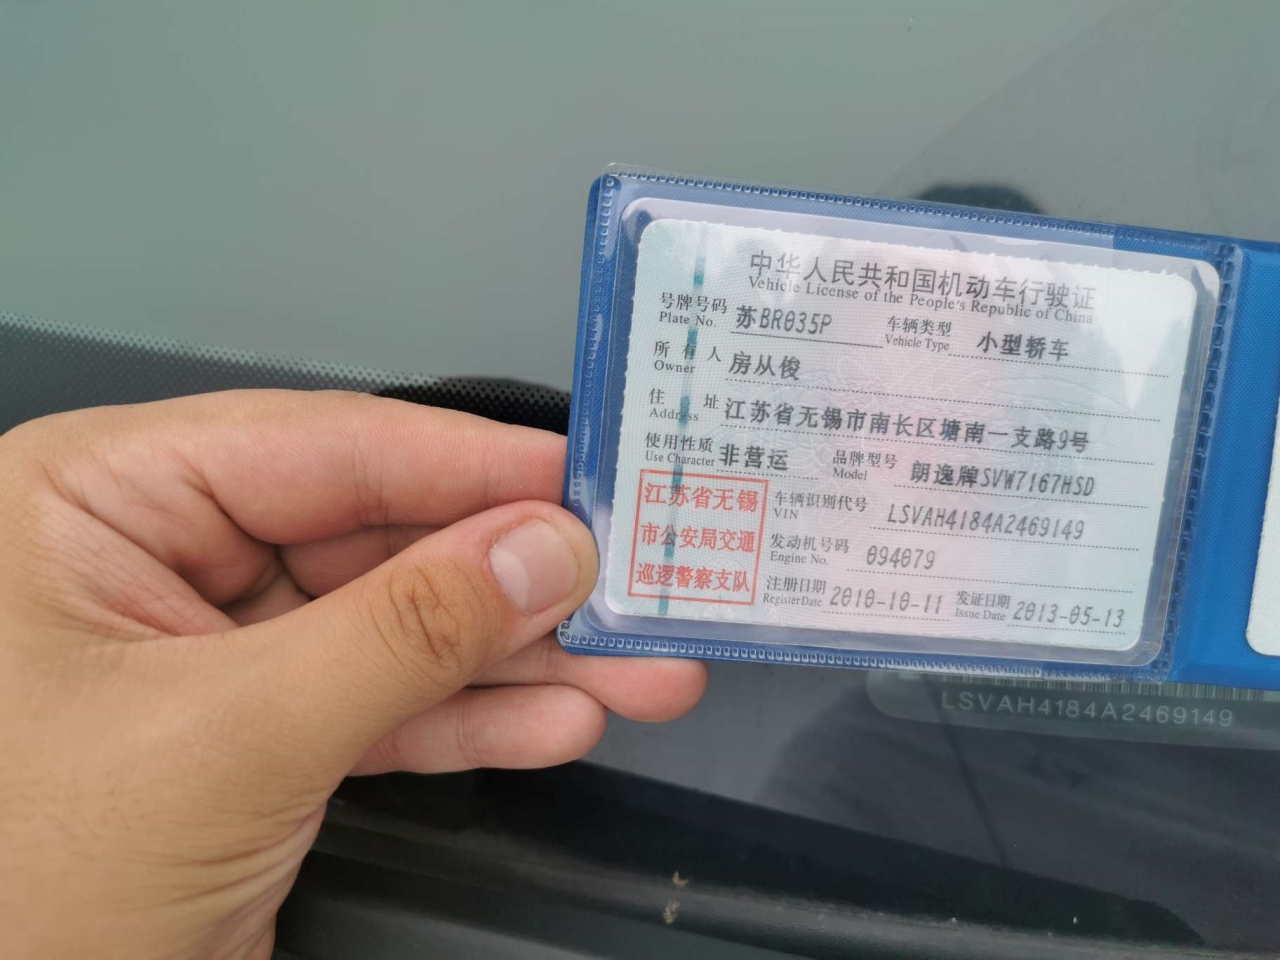 中华人民共和国机动车行驶证
Vehicle License of the People's Republic of China
号牌号码 苏BR035P 车辆类型 小型轿车
Plate No. Vehicle Type
所有人 房从俊
Owner
住址 江苏省无锡市南长区塘南一支路9号
Address
使用性质 非营运 品牌型号 朗逸牌SVW7167HSD
Use Character Model
江苏省无锡
市公安局交通
巡逻警察支队
车辆识别代号 LSVAH4184A2469149
VIN
发动机号码 094079
Engine No.
注册日期 2010-10-11 发证日期 2013-05-13
Register Date Issue Date
LSVAH4184A2469149